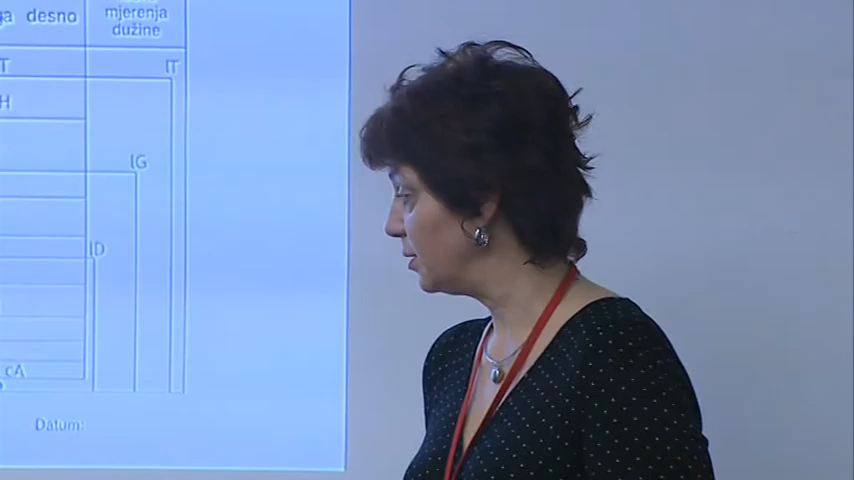 desno
mjerenja
dužine
IT
H
IG
ID
cA
Datum: